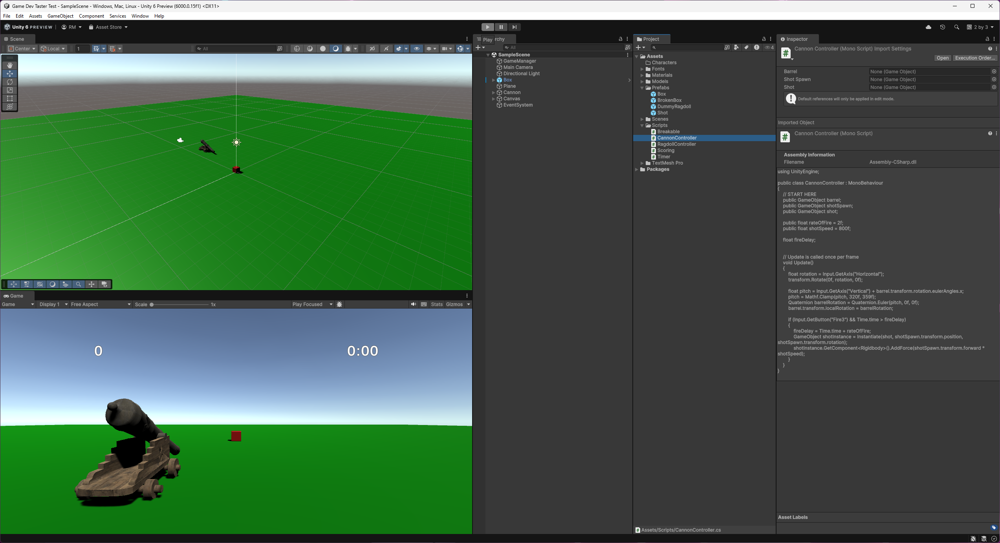 Game Dev Taster Test - SampleScene - Windows, Mac, Linux - Unity 6 Preview (6000.0.15f1) <DX11>
File Edit Assets GameObject Component Services Window Help
Unity 6 PREVIEW RM Asset Store 2 by 3
Scene
Center Local 1 All
Game
Game Display 1 Free Aspect Scale 1x Play Focused Stats Gizmos
0 0:00
Play rchy
All
SampleScene
GameManager
Main Camera
Directional Light
Box
Plane
Cannon
Canvas
EventSystem
Project
4
Assets
Characters
Fonts
Materials
Models
Prefabs
Box
BrokenBox
DummyRagdoll
Shot
Scenes
Scripts
Breakable
CannonController
RagdollController
Scoring
Timer
TextMesh Pro
Packages
Assets/Scripts/CannonController.cs
Inspector
Cannon Controller (Mono Script) Import Settings
Open Execution Order...
Barrel None (Game Object)
Shot Spawn None (Game Object)
Shot None (Game Object)
Default references will only be applied in edit mode.
Imported Object
Cannon Controller (Mono Script)
Assembly Information
Filename Assembly-CSharp.dll
using UnityEngine;
public class CannonController : MonoBehaviour
{
// START HERE
public GameObject barrel;
public GameObject shotSpawn;
public GameObject shot;
public float rateOfFire = 2f;
public float shotSpeed = 800f;
float fireDelay;
// Update is called once per frame
void Update()
{
float rotation = Input.GetAxis("Horizontal");
transform.Rotate(0f, rotation, 0f);
float pitch = Input.GetAxis("Vertical") + barrel.transform.rotation.eulerAngles.x;
pitch = Mathf.Clamp(pitch, 320f, 359f);
Quaternion barrelRotation = Quaternion.Euler(pitch, 0f, 0f);
barrel.transform.localRotation = barrelRotation;
if (Input.GetButton("Fire3") && Time.time > fireDelay)
{
fireDelay = Time.time + rateOfFire;
GameObject shotInstance = Instantiate(shot, shotSpawn.transform.position,
shotSpawn.transform.rotation);
shotInstance.GetComponent<Rigidbody>().AddForce(shotSpawn.transform.forward *
shotSpeed);
}
}
}
Asset Labels